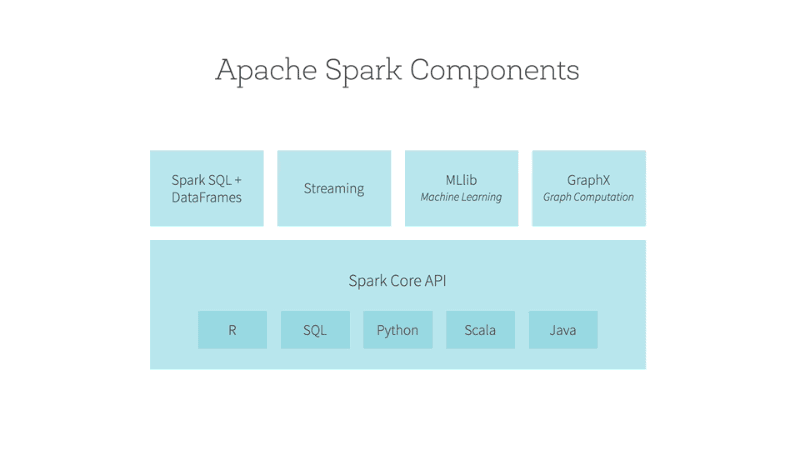 Apache Spark Components
Spark SQL +
DataFrames
Streaming
MLlib
Machine Learning
GraphX
Graph Computation
Spark Core API
R
SQL
Python
Scala
Java